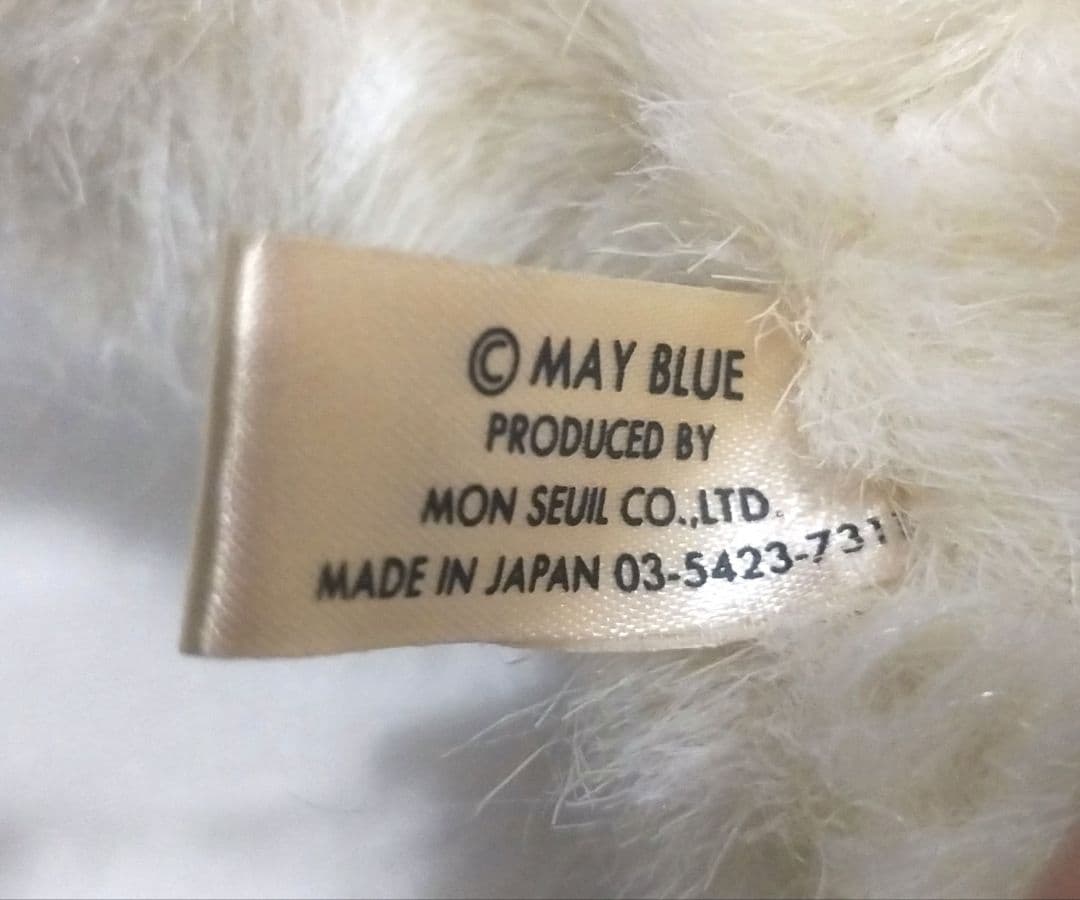 © MAY BLUE
PRODUCED BY
MON SEUIL CO.,LTD.
MADE IN JAPAN 03-5423-731